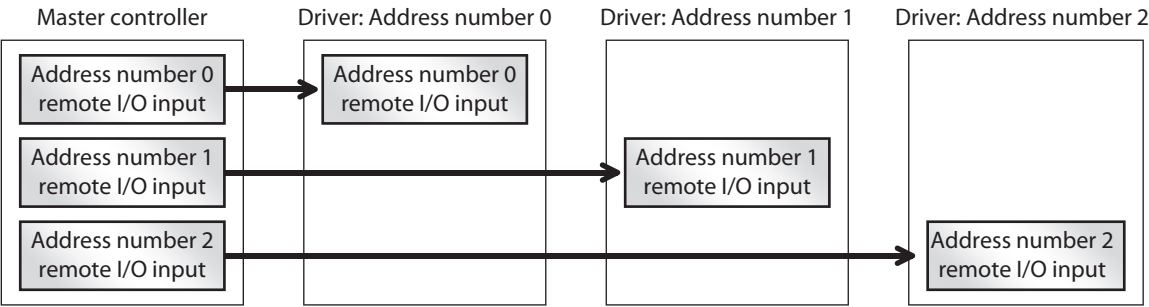 Master controller
Driver: Address number 0
Driver: Address number 1
Driver: Address number 2
Address number 0
remote I/O input
Address number 0
remote I/O input
Address number 1
remote I/O input
Address number 1
remote I/O input
Address number 2
remote I/O input
Address number 2
remote I/O input